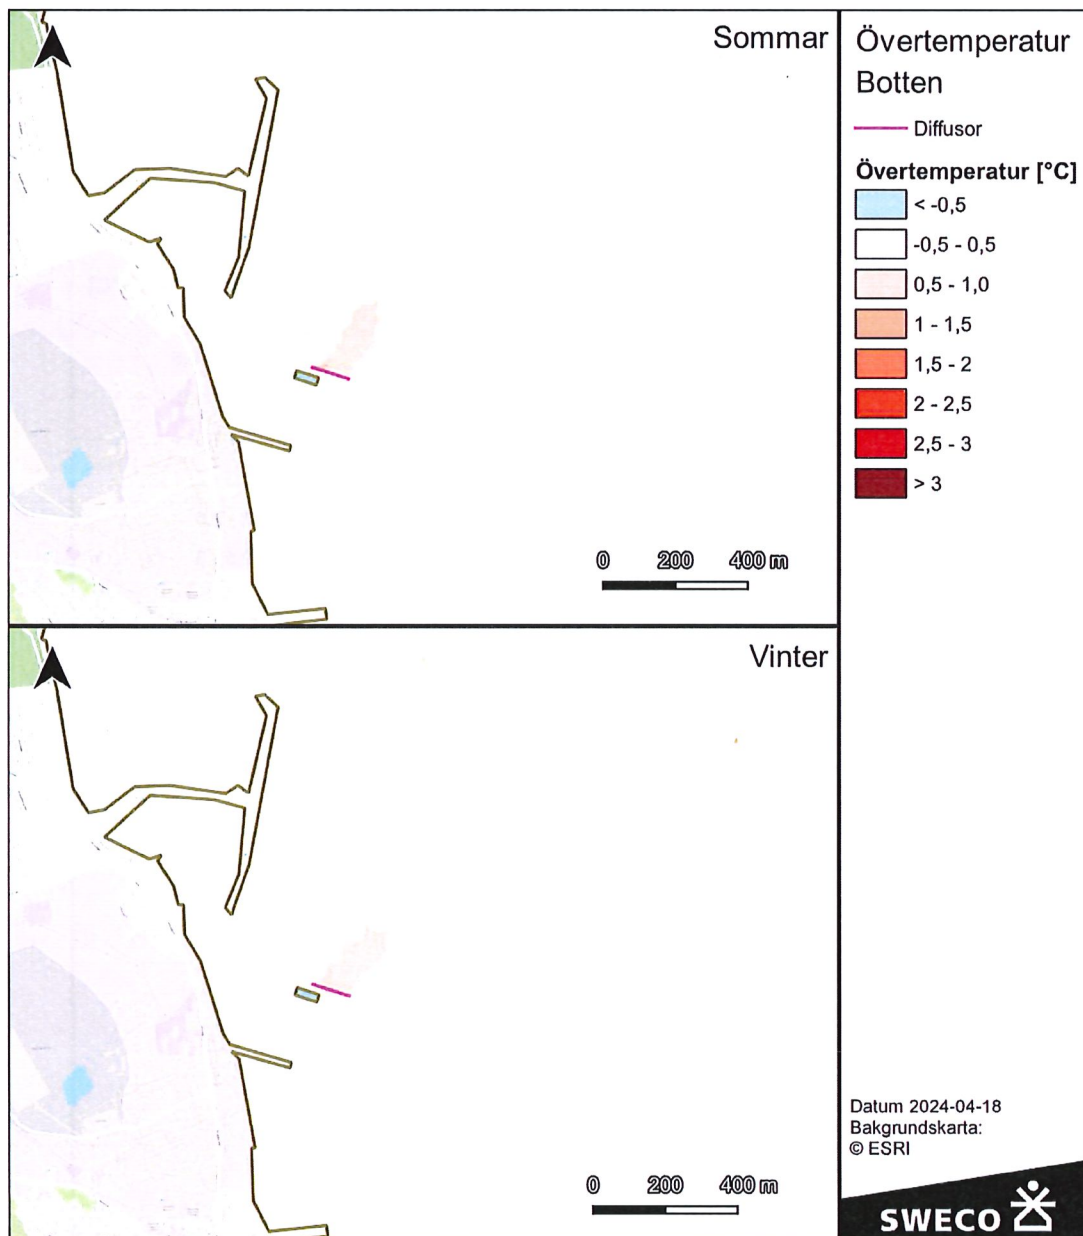 Sommar
0 200 400 m
Vinter
0 200 400 m
Övertemperatur
Botten
Diffusor
Övertemperatur [°C]
< -0,5
-0,5 - 0,5
0,5 - 1,0
1 - 1,5
1,5 - 2
2 - 2,5
2,5 - 3
> 3
Datum 2024-04-18
Bakgrundskarta:
© ESRI
SWECO